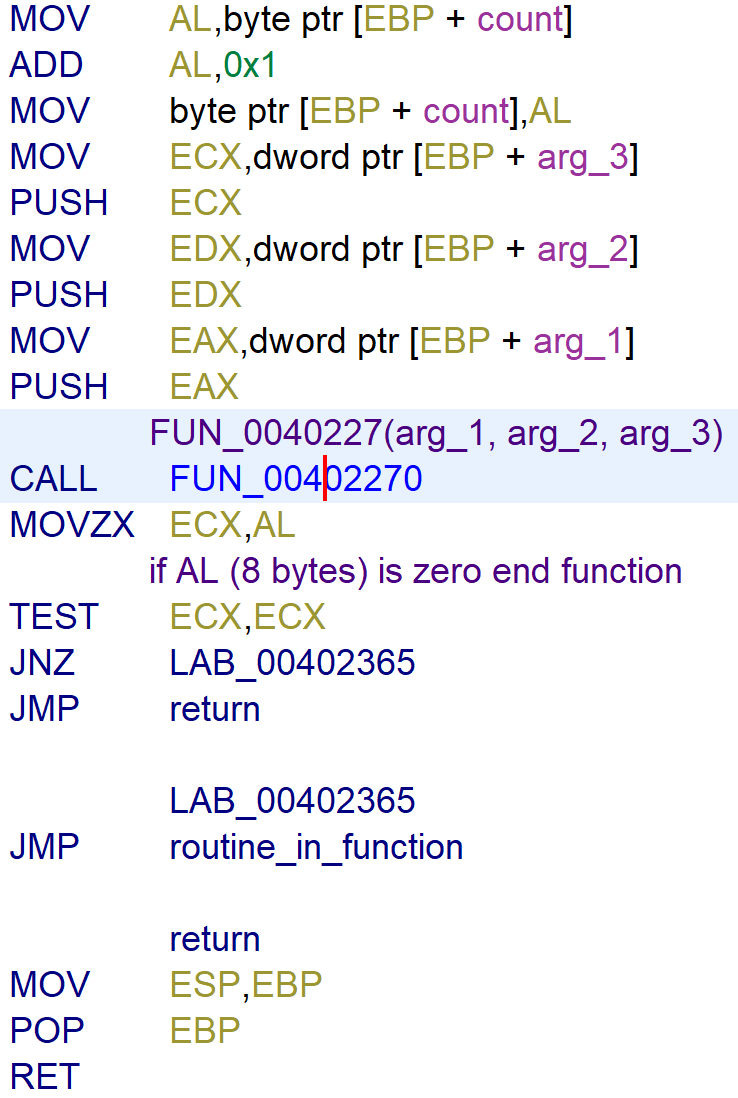 MOV AL,byte ptr [EBP + count]
ADD AL,0x1
MOV byte ptr [EBP + count],AL
MOV ECX,dword ptr [EBP + arg_3]
PUSH ECX
MOV EDX,dword ptr [EBP + arg_2]
PUSH EDX
MOV EAX,dword ptr [EBP + arg_1]
PUSH EAX
FUN_0040227(arg_1, arg_2, arg_3)
CALL FUN_00402270
MOVZX ECX,AL
if AL (8 bytes) is zero end function
TEST ECX,ECX
JNZ LAB_00402365
JMP return
LAB_00402365
JMP routine_in_function
return
MOV ESP,EBP
POP EBP
RET